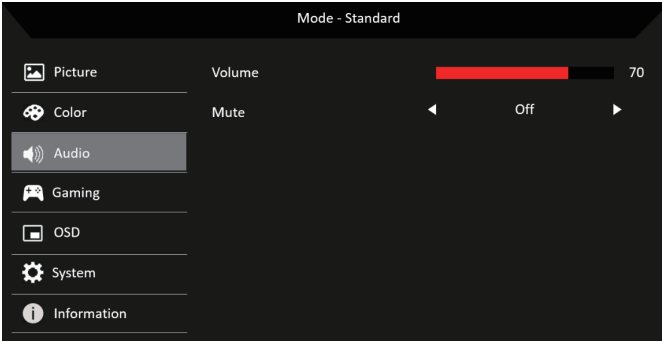 Mode - Standard
Picture
Volume 70
Color
Mute Off
Audio
Gaming
OSD
System
Information